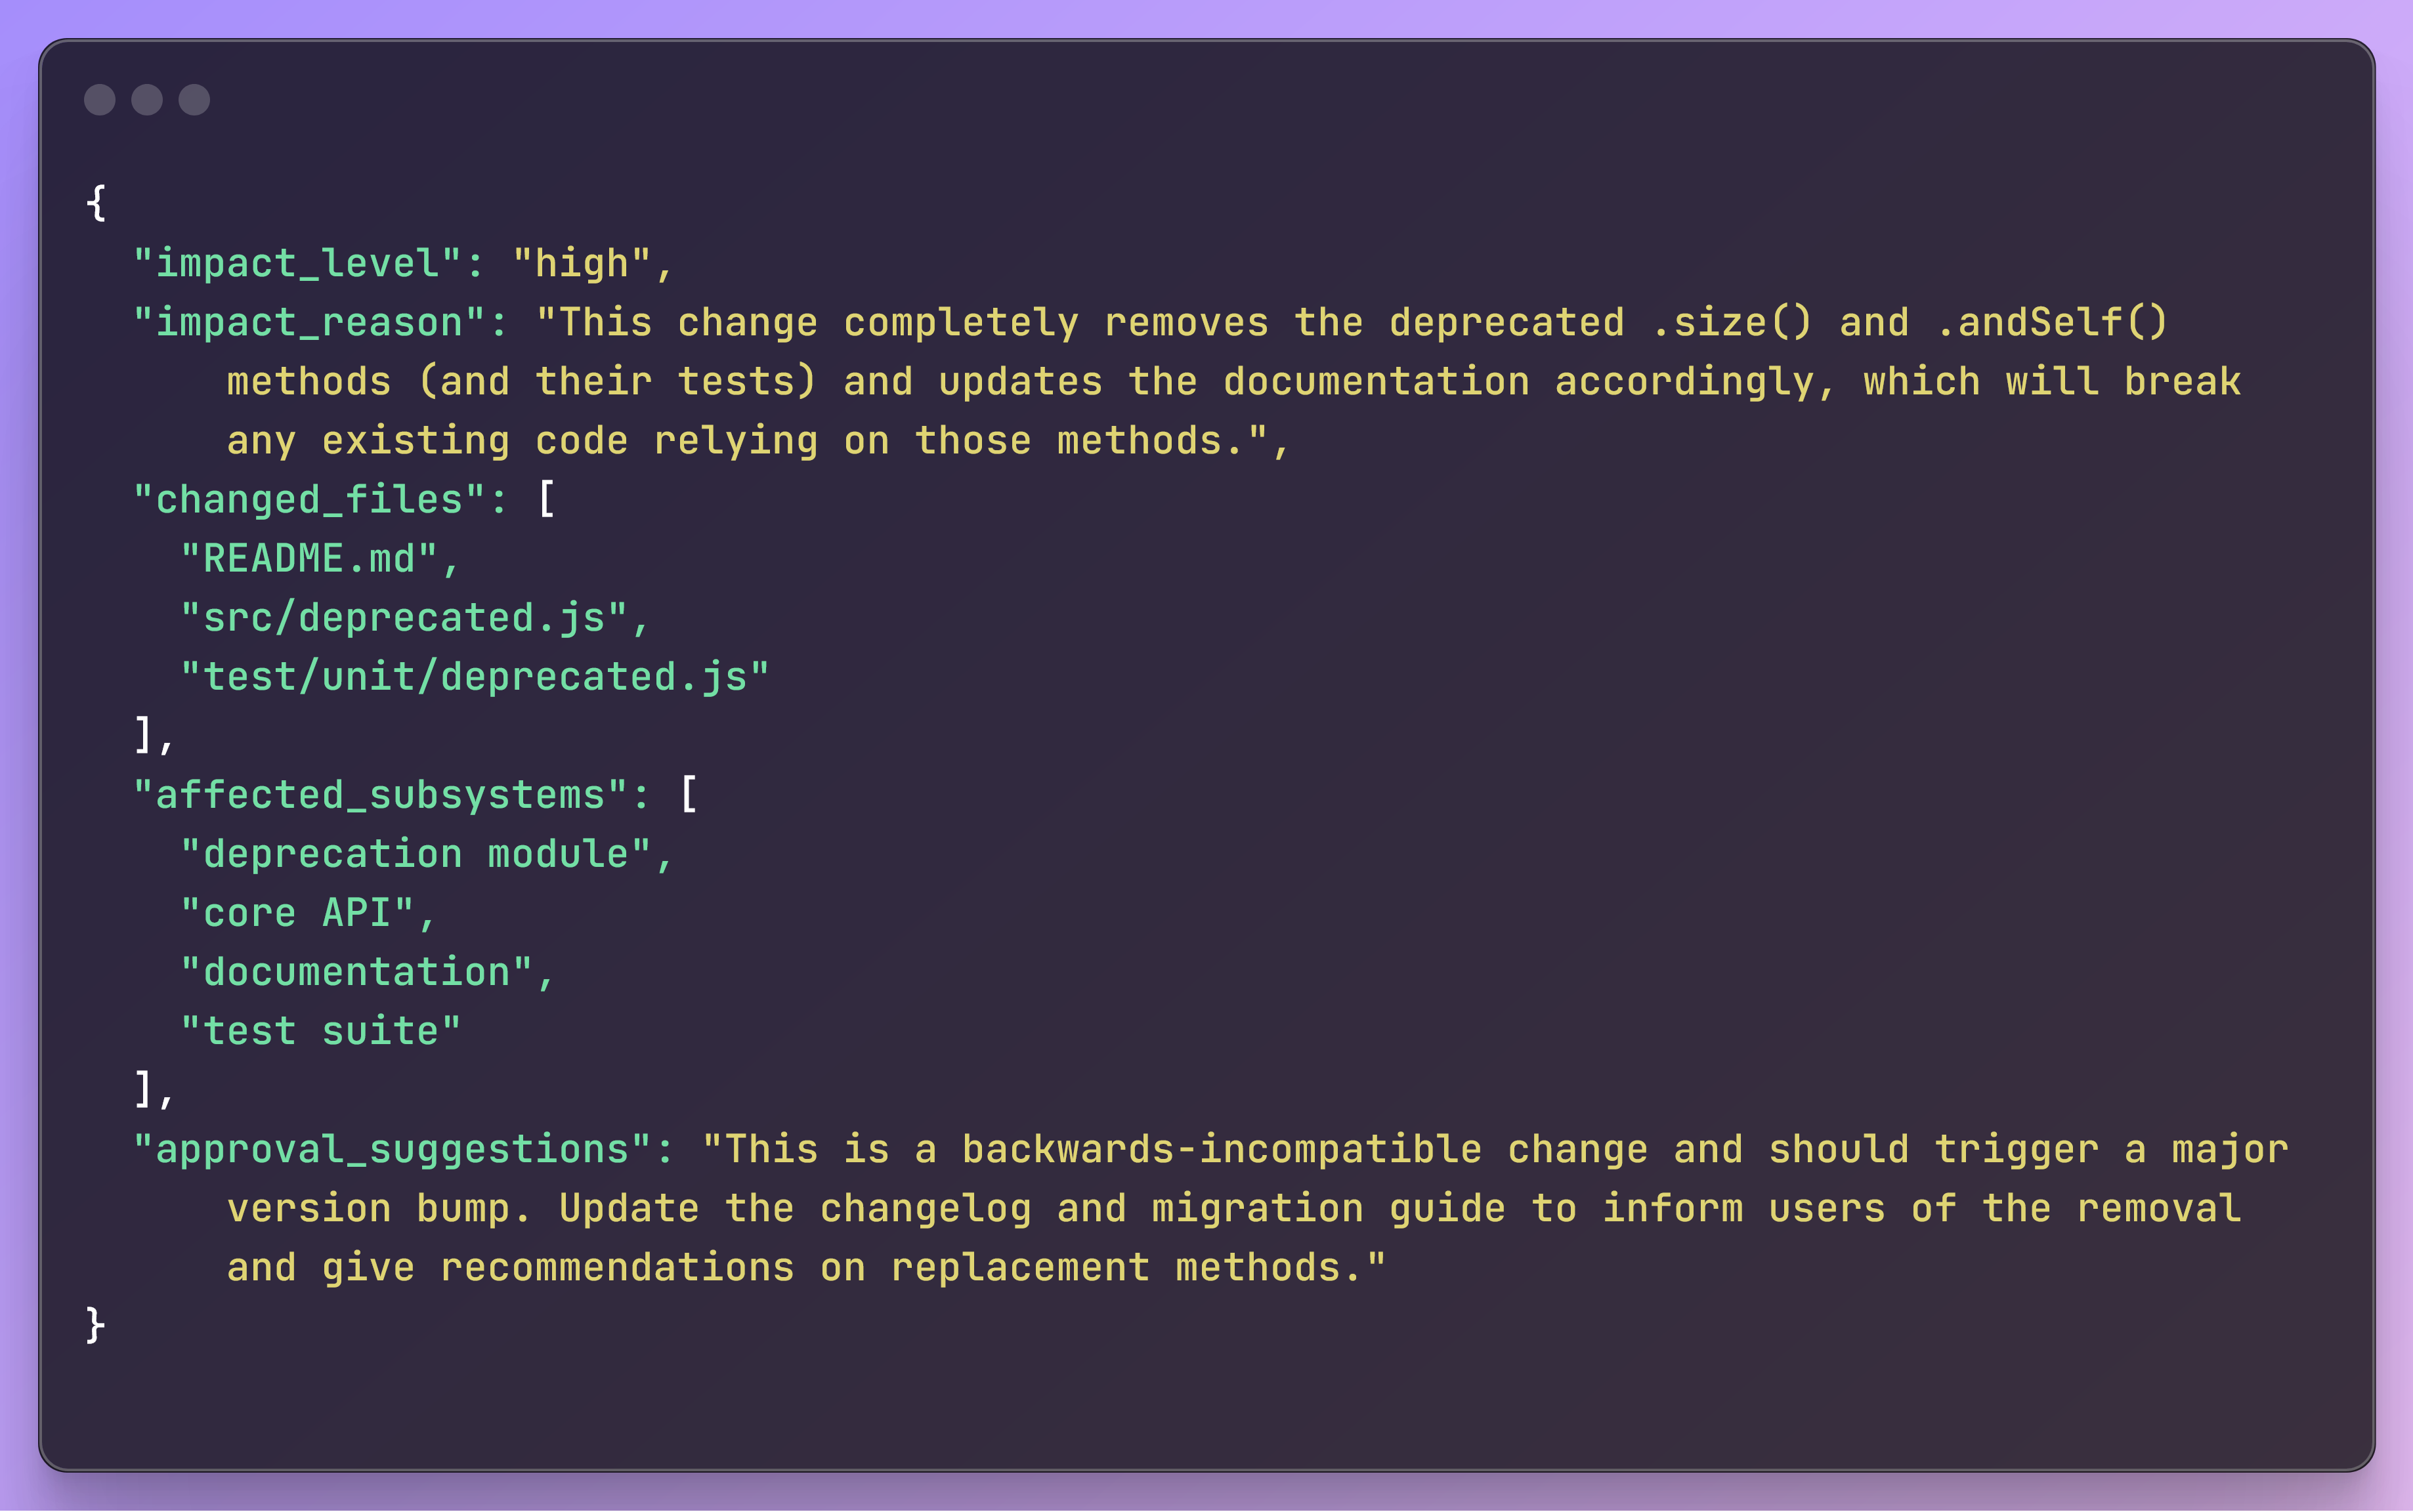 {
"impact_level": "high",
"impact_reason": "This change completely removes the deprecated .size() and .andSelf()
methods (and their tests) and updates the documentation accordingly, which will break
any existing code relying on those methods.",
"changed_files": [
"README.md",
"src/deprecated.js",
"test/unit/deprecated.js"
],
"affected_subsystems": [
"deprecation module",
"core API",
"documentation",
"test suite"
],
"approval_suggestions": "This is a backwards-incompatible change and should trigger a major
version bump. Update the changelog and migration guide to inform users of the removal
and give recommendations on replacement methods."
}